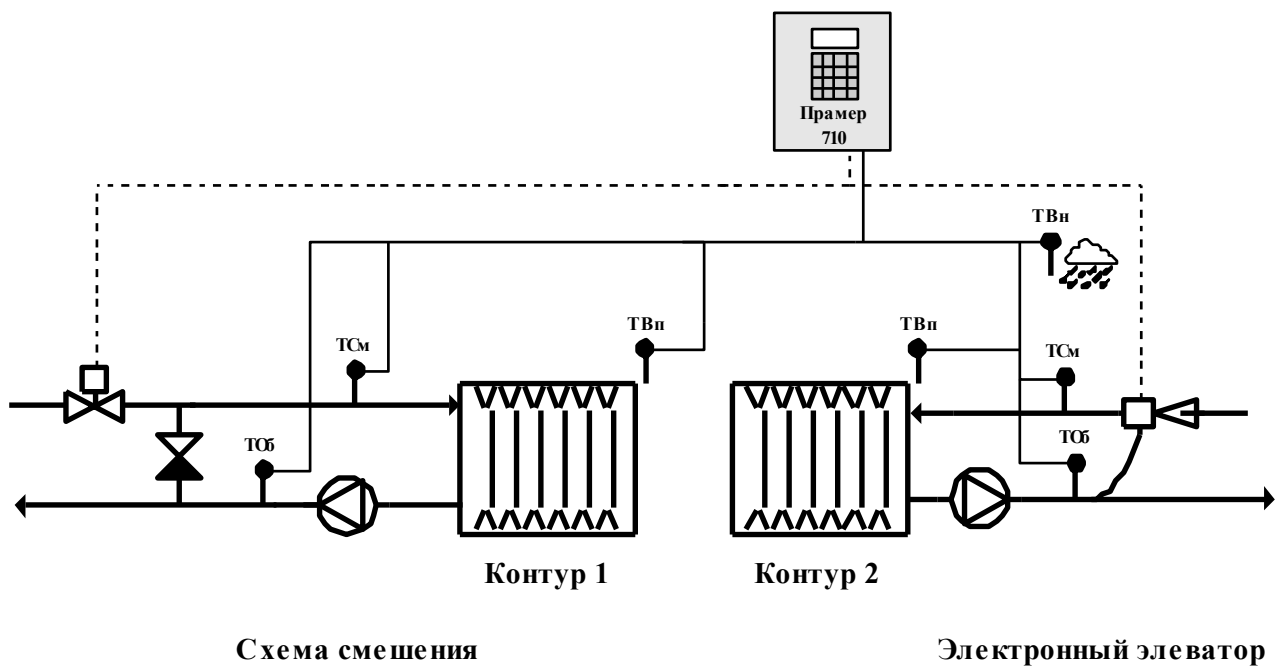 Прамер
710
ТВн
ТВп
ТВп
ТСм
ТСм
ТОб
ТОб
Контур 1
Контур 2
Схема смешения
Электронный элеватор